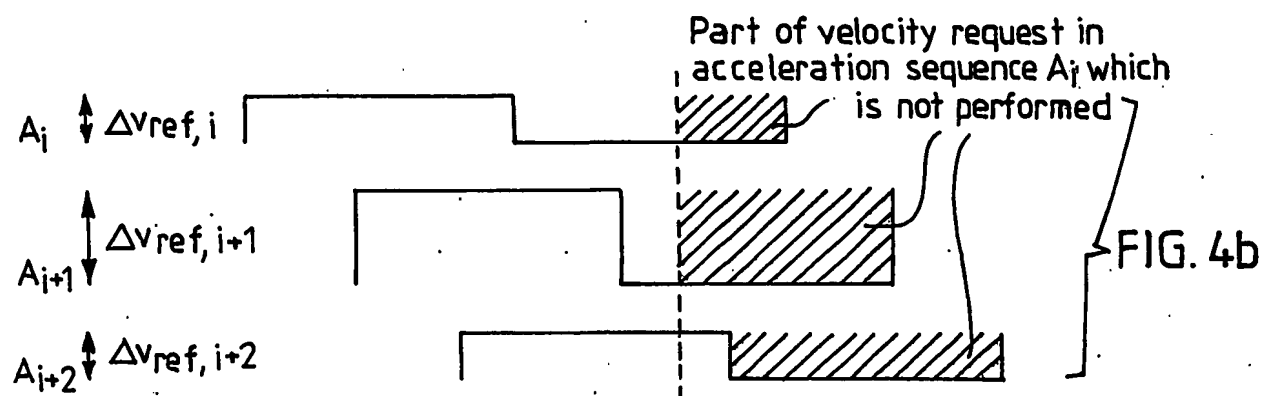 Part of velocity request in
acceleration sequence Ai which
is not performed
Ai Δvref, i
Ai+1 Δvref, i+1
Ai+2 Δvref, i+2
FIG. 4b